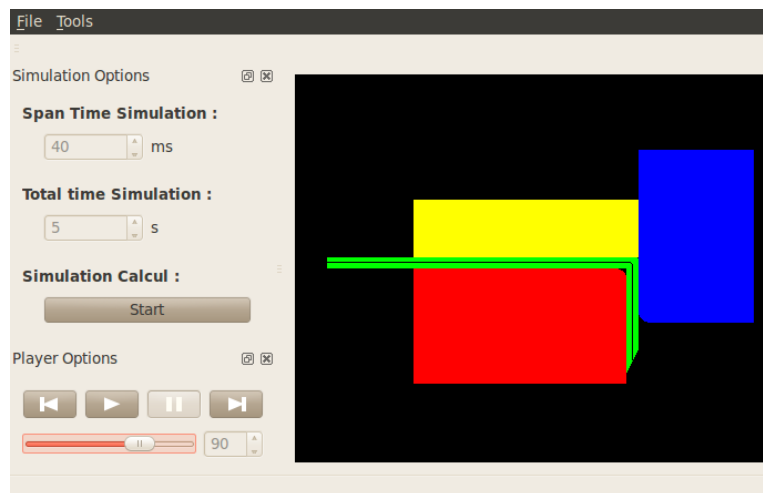 File Tools
Simulation Options
Span Time Simulation :
40 ms
Total time Simulation :
5 s
Simulation Calcul :
Start
Player Options
90